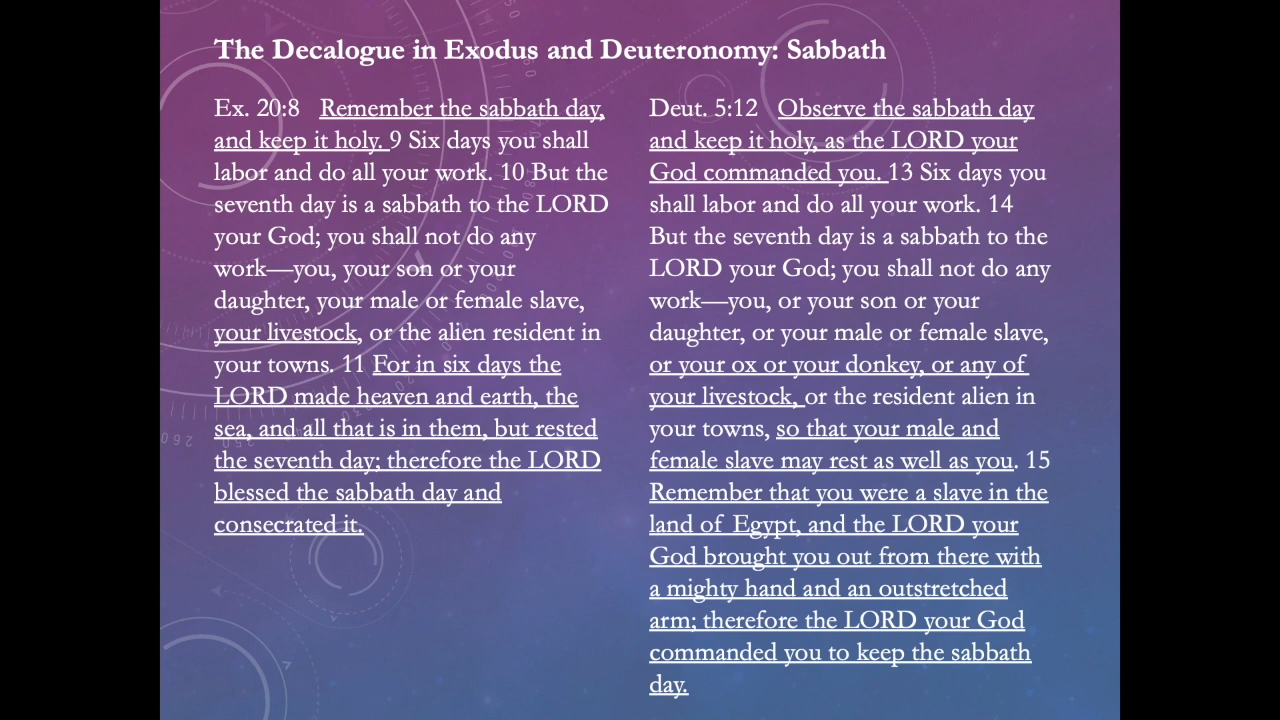 The Decalogue in Exodus and Deuteronomy: Sabbath
Ex. 20:8 Remember the sabbath day,
and keep it holy. 9 Six days you shall
labor and do all your work. 10 But the
seventh day is a sabbath to the LORD
your God; you shall not do any
work—you, your son or your
daughter, your male or female slave,
your livestock, or the alien resident in
your towns. 11 For in six days the
LORD made heaven and earth, the
sea, and all that is in them, but rested
the seventh day; therefore the LORD
blessed the sabbath day and
consecrated it.
Deut. 5:12 Observe the sabbath day
and keep it holy, as the LORD your
God commanded you. 13 Six days you
shall labor and do all your work. 14
But the seventh day is a sabbath to the
LORD your God; you shall not do any
work—you, or your son or your
daughter, or your male or female slave,
or your ox or your donkey, or any of
your livestock, or the resident alien in
your towns, so that your male and
female slave may rest as well as you. 15
Remember that you were a slave in the
land of Egypt, and the LORD your
God brought you out from there with
a mighty hand and an outstretched
arm; therefore the LORD your God
commanded you to keep the sabbath
day.
260
250